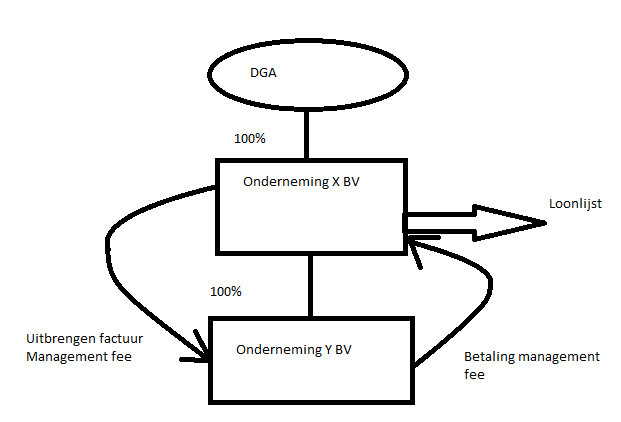 DGA
100%
Onderneming X BV
Loonlijst
100%
Uitbrengen factuur
Management fee
Onderneming Y BV
Betaling management
fee